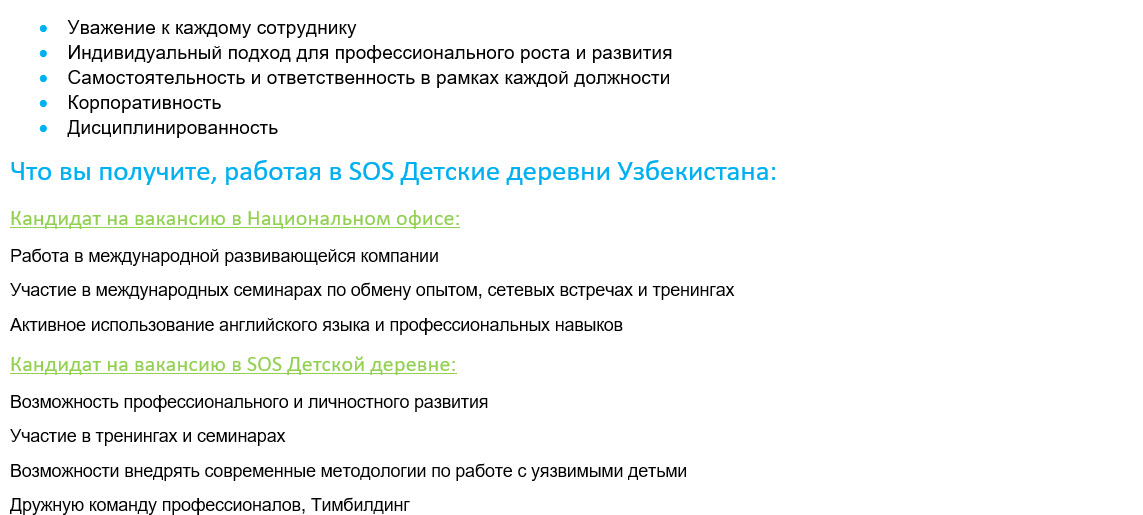 Уважение к каждому сотруднику
Индивидуальный подход для профессионального роста и развития
Самостоятельность и ответственность в рамках каждой должности
Корпоративность
Дисциплинированность
Что вы получите, работая в SOS Детские деревни Узбекистана:
Кандидат на вакансию в Национальном офисе:
Работа в международной развивающейся компании
Участие в международных семинарах по обмену опытом, сетевых встречах и тренингах
Активное использование английского языка и профессиональных навыков
Кандидат на вакансию в SOS Детской деревне:
Возможность профессионального и личностного развития
Участие в тренингах и семинарах
Возможности внедрять современные методологии по работе с уязвимыми детьми
Дружную команду профессионалов, Тимбилдинг